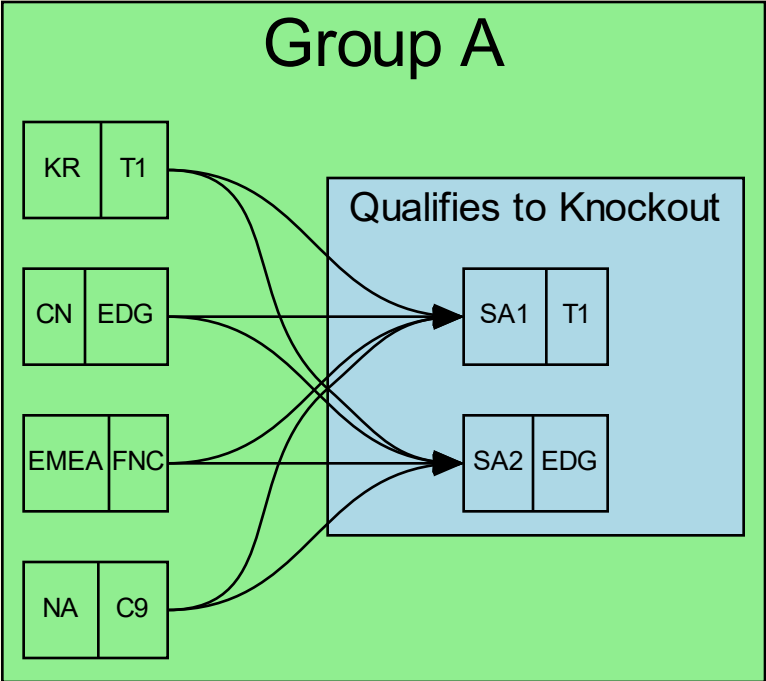 Group A
KR T1
Qualifies to Knockout
CN EDG
SA1 T1
EMEA FNC
SA2 EDG
NA C9